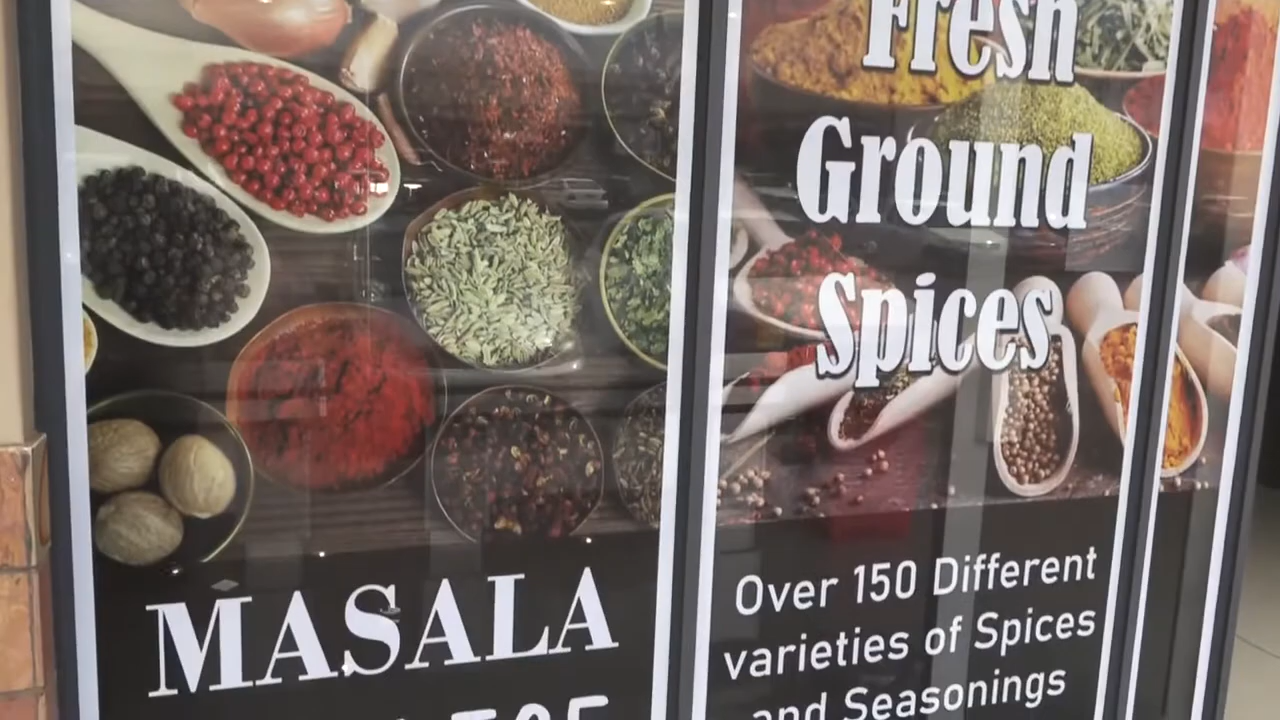 MASALA
Fresh
Ground
Spices
Over 150 Different
varieties of Spices
and Seasonings